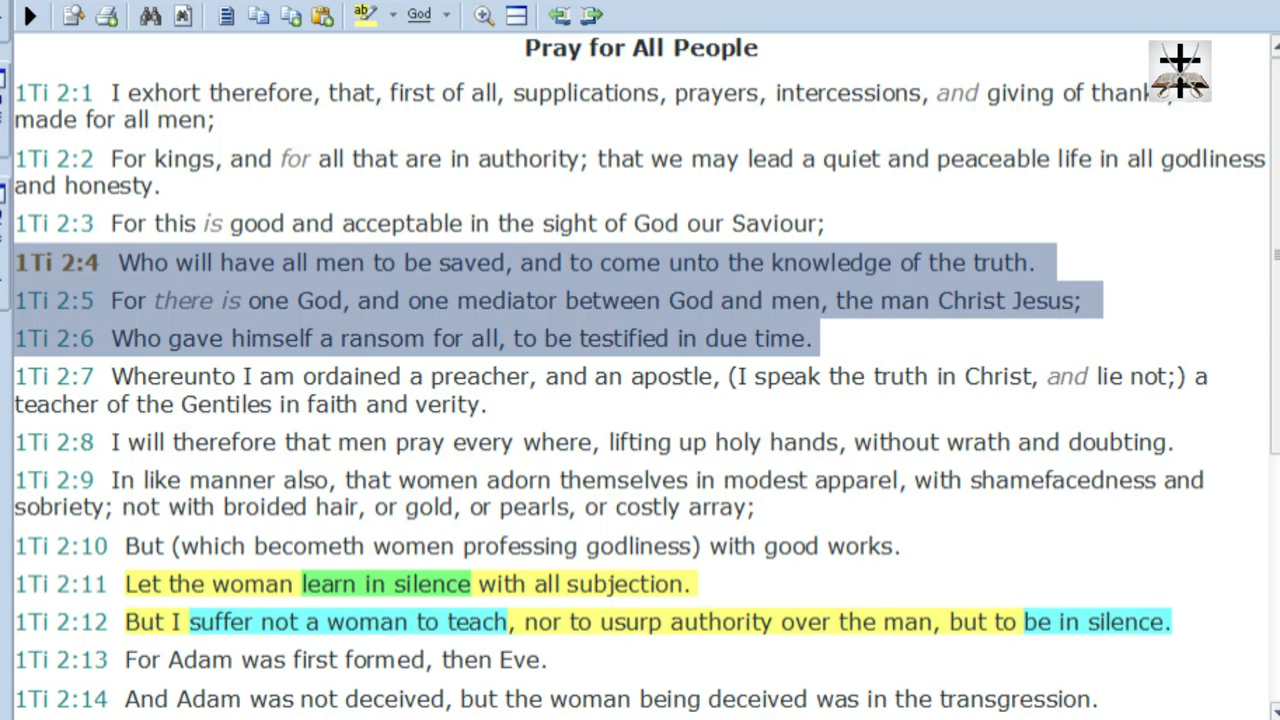 ab
God
Pray for All People
1Ti 2:1 I exhort therefore, that, first of all, supplications, prayers, intercessions, and giving of
made for all men;
1Ti 2:2 For kings, and for all that are in authority; that we may lead a quiet and peaceable life in all godliness
and honesty.
1Ti 2:3 For this is good and acceptable in the sight of God our Saviour;
1Ti 2:4 Who will have all men to be saved, and to come unto the knowledge of the truth.
1Ti 2:5 For there is one God, and one mediator between God and men, the man Christ Jesus;
1Ti 2:6 Who gave himself a ransom for all, to be testified in due time.
1Ti 2:7 Whereunto I am ordained a preacher, and an apostle, (I speak the truth in Christ, and lie not;) a
teacher of the Gentiles in faith and verity.
1Ti 2:8 I will therefore that men pray every where, lifting up holy hands, without wrath and doubting.
1Ti 2:9 In like manner also, that women adorn themselves in modest apparel, with shamefacedness and
sobriety; not with broided hair, or gold, or pearls, or costly array;
1Ti 2:10 But (which becometh women professing godliness) with good works.
1Ti 2:11 Let the woman learn in silence with all subjection.
1Ti 2:12 But I suffer not a woman to teach, nor to usurp authority over the man, but to be in silence.
1Ti 2:13 For Adam was first formed, then Eve.
1Ti 2:14 And Adam was not deceived, but the woman being deceived was in the transgression.